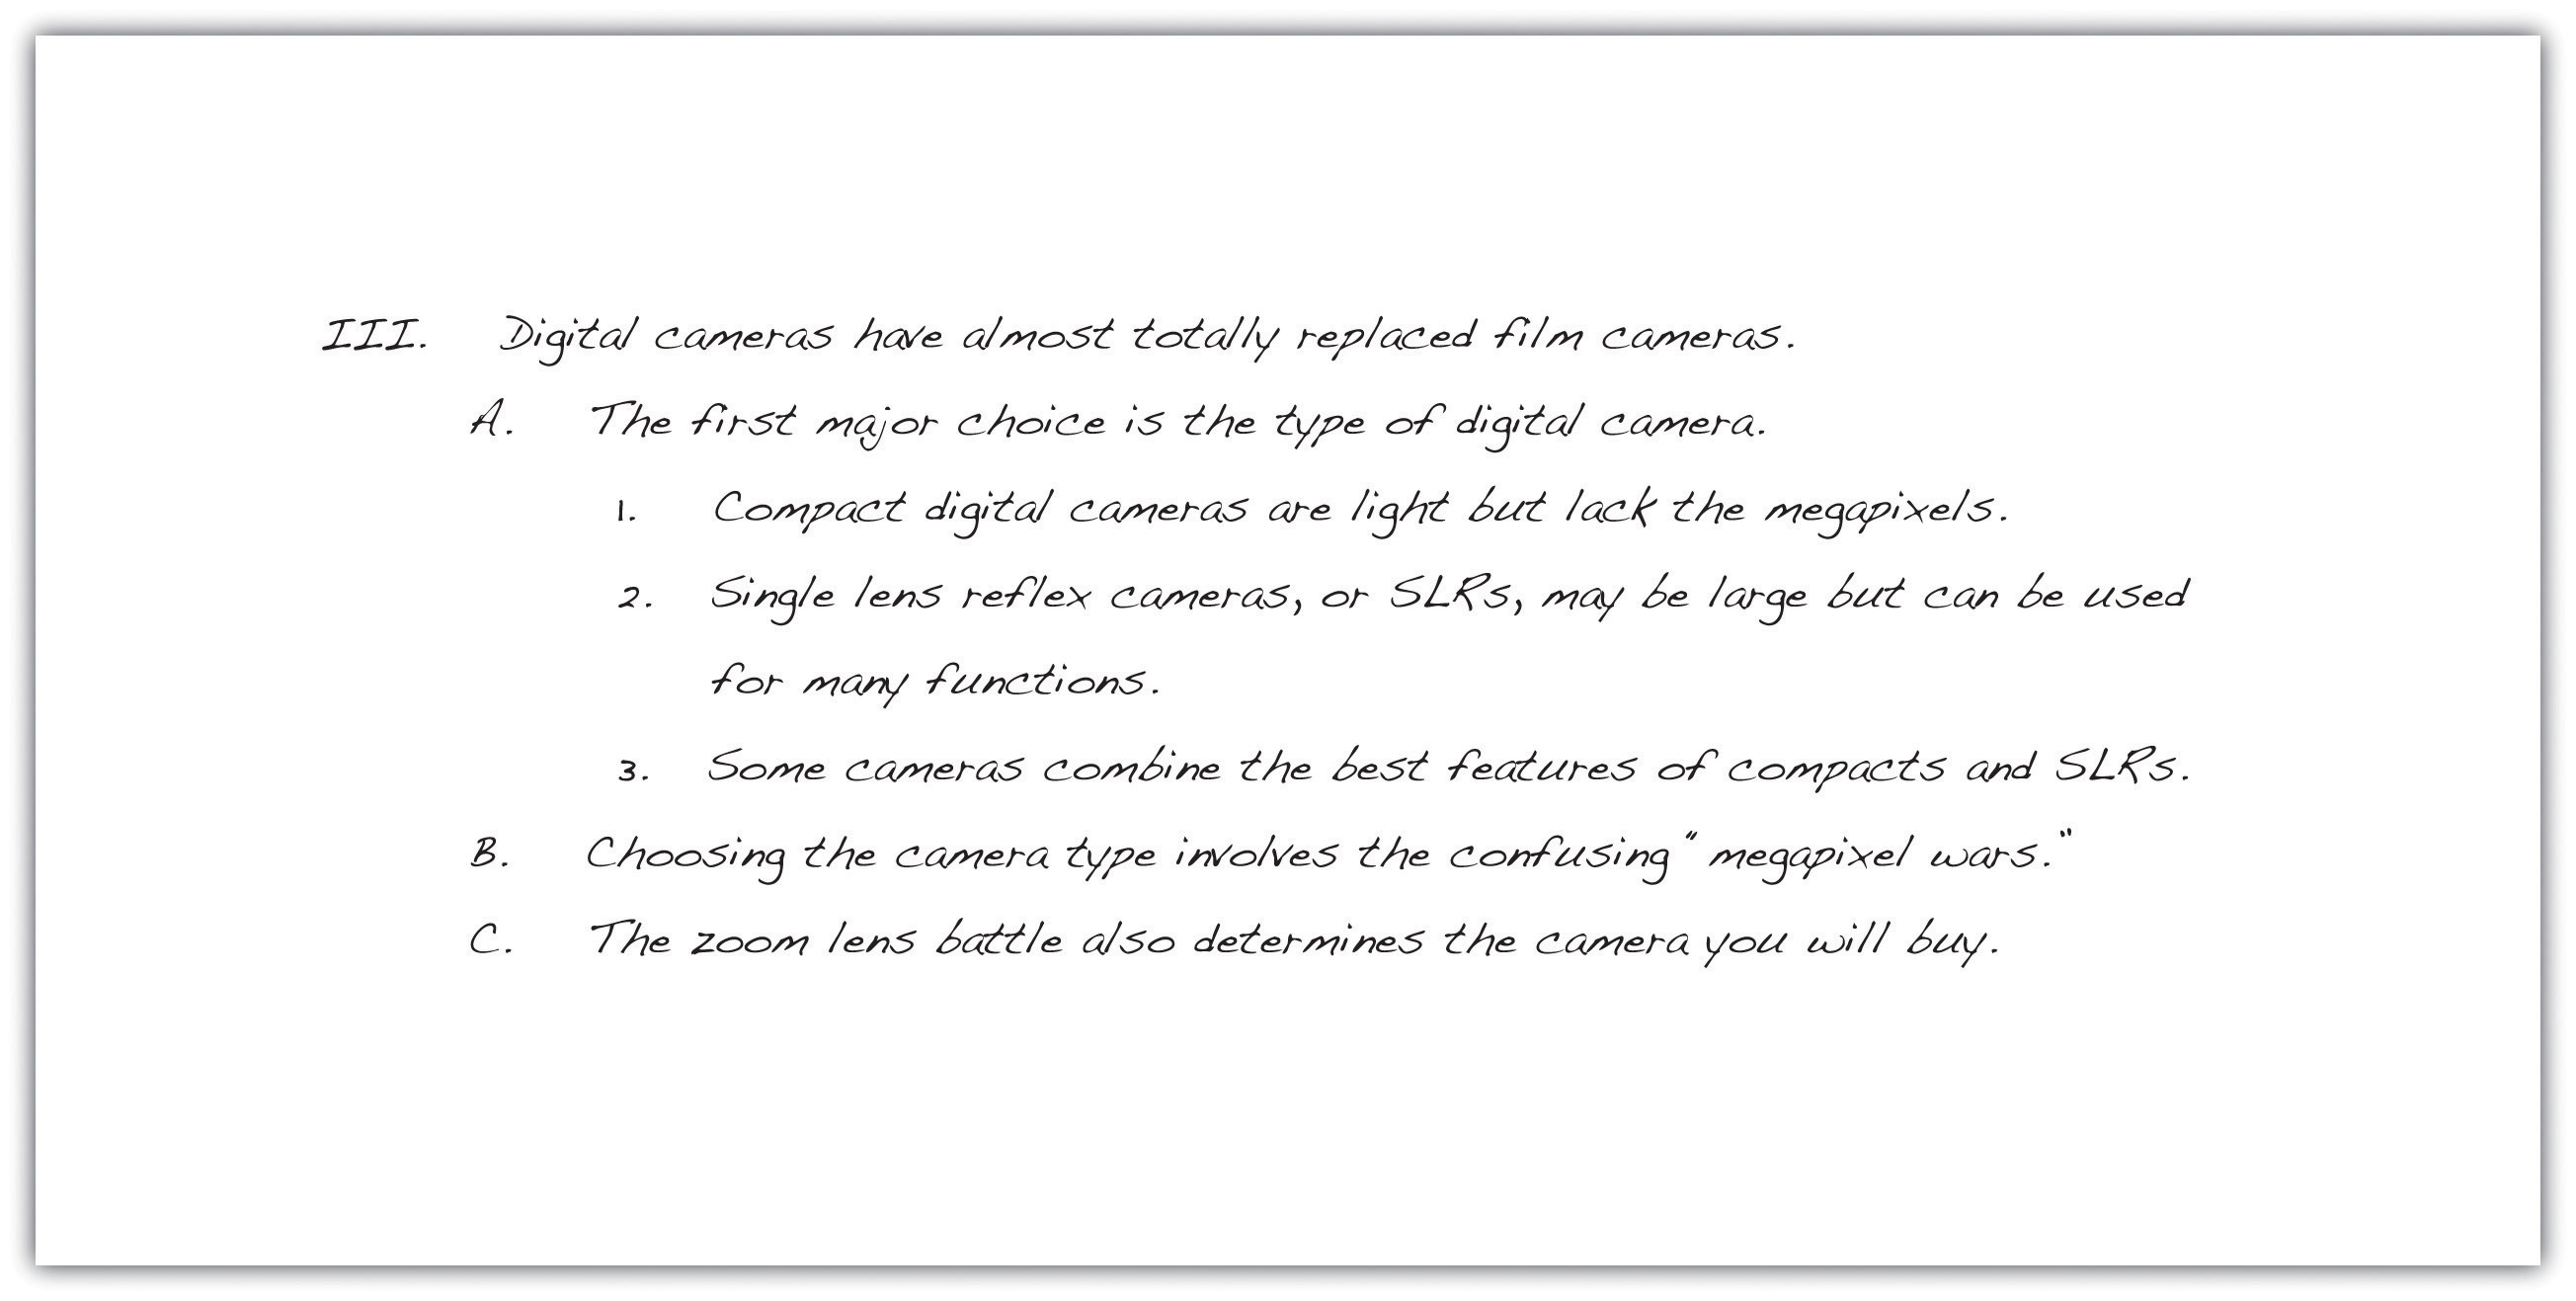 III. Digital cameras have almost totally replaced film cameras.
A. The first major choice is the type of digital camera.
1. Compact digital cameras are light but lack the megapixels.
2. Single lens reflex cameras, or SLRs, may be large but can be used
for many functions.
3. Some cameras combine the best features of compacts and SLRs.
B. Choosing the camera type involves the confusing “megapixel wars.”
C. The zoom lens battle also determines the camera you will buy.